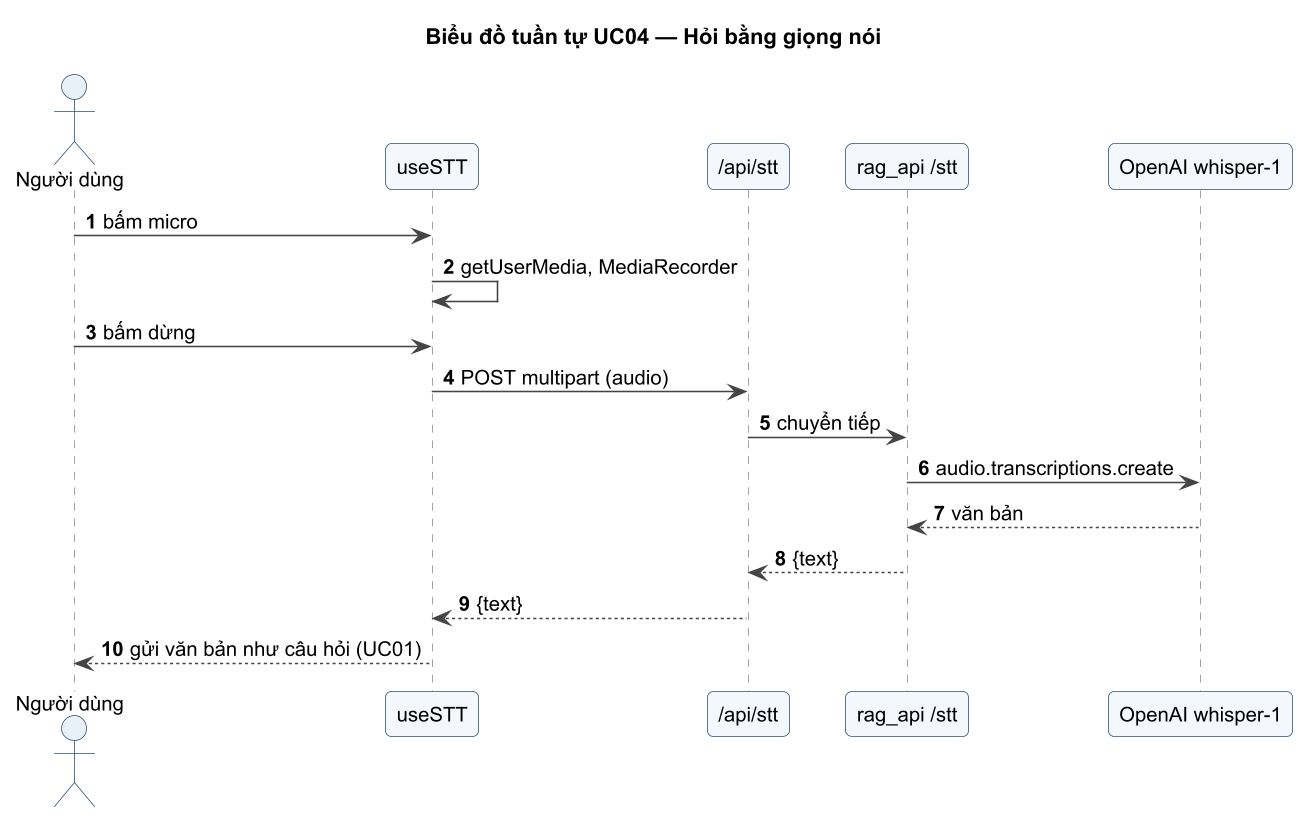 Biểu đồ tuần tự UC04 — Hỏi bằng giọng nói
Người dùng
useSTT
/api/stt
rag_api /stt
OpenAI whisper-1
1 bấm micro
2 getUserMedia, MediaRecorder
3 bấm dừng
4 POST multipart (audio)
5 chuyển tiếp
6 audio.transcriptions.create
7 văn bản
8 {text}
9 {text}
10 gửi văn bản như câu hỏi (UC01)
Người dùng
useSTT
/api/stt
rag_api /stt
OpenAI whisper-1